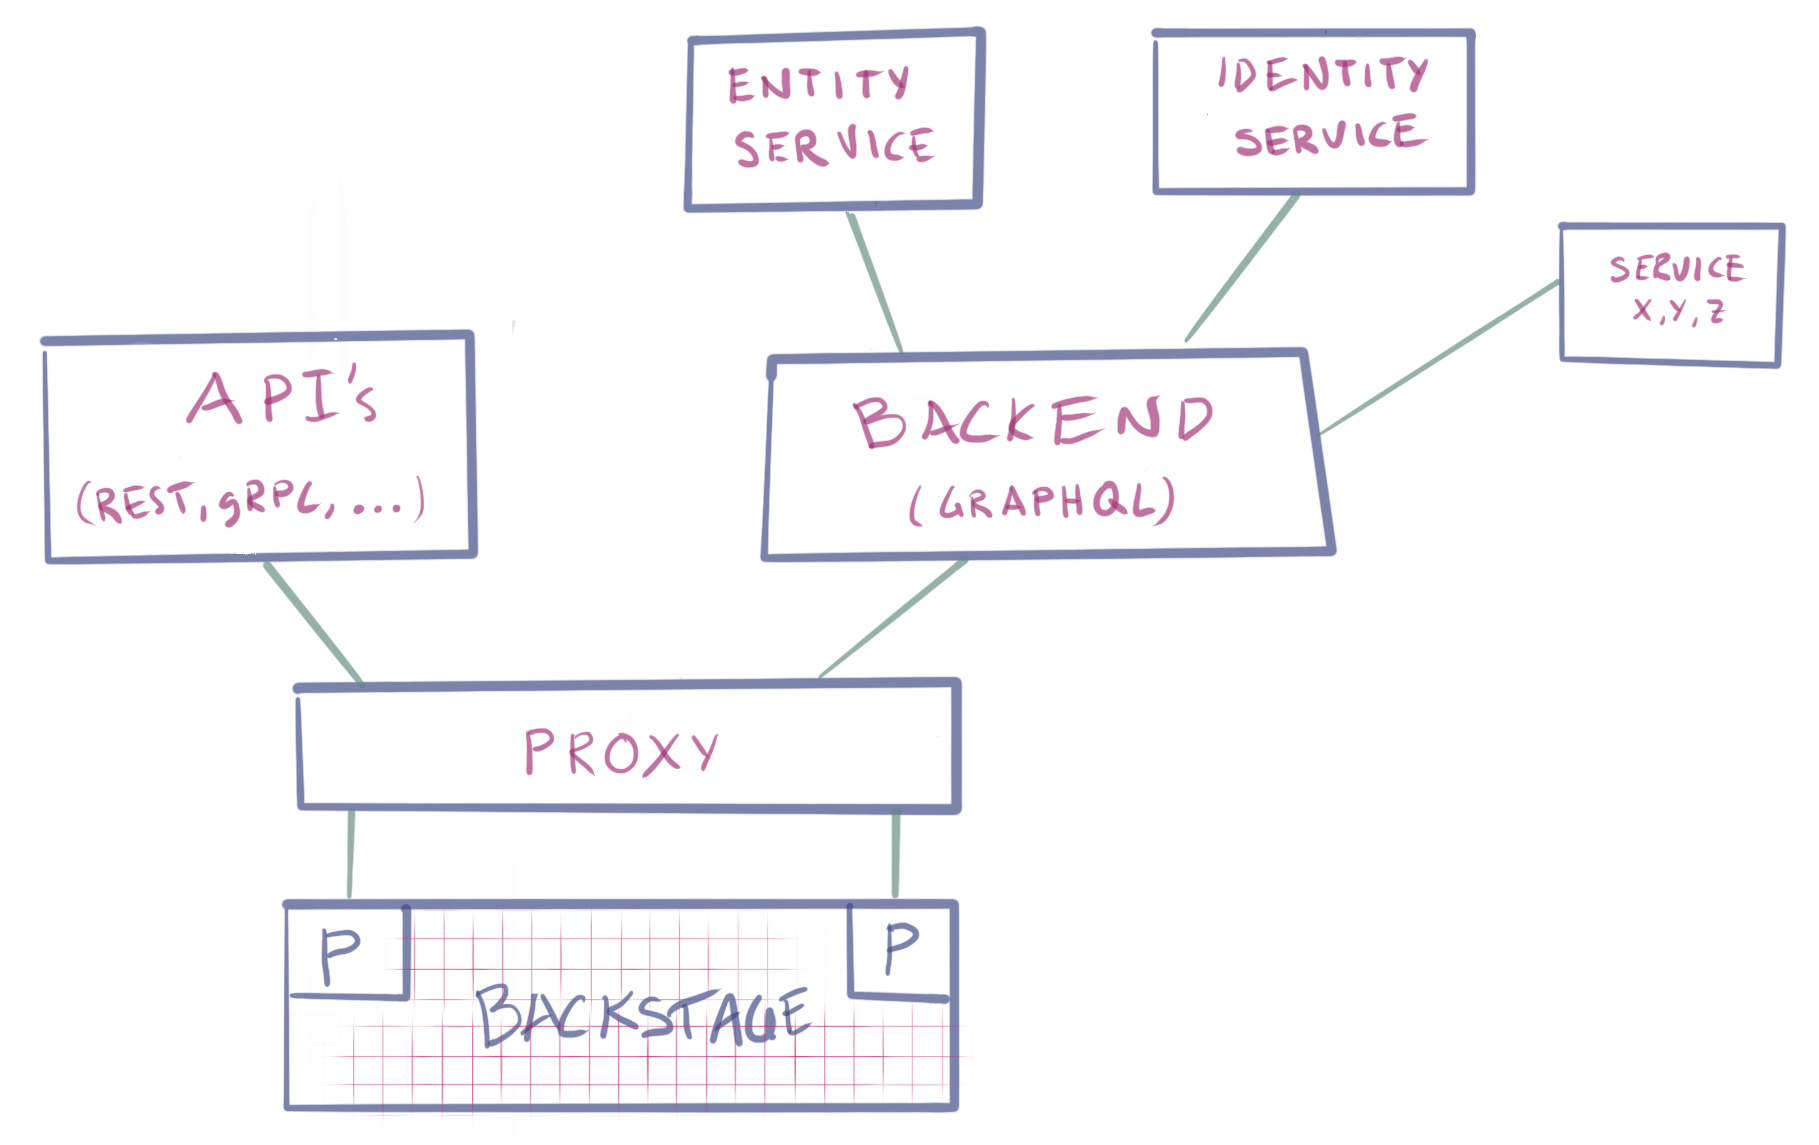 ENTITY
SERVICE
IDENTITY
SERVICE
SERVICE
X, Y, Z
API's
(REST, gRPC, ...)
BACKEND
(GRAPHQL)
PROXY
P
P
BACKSTAGE